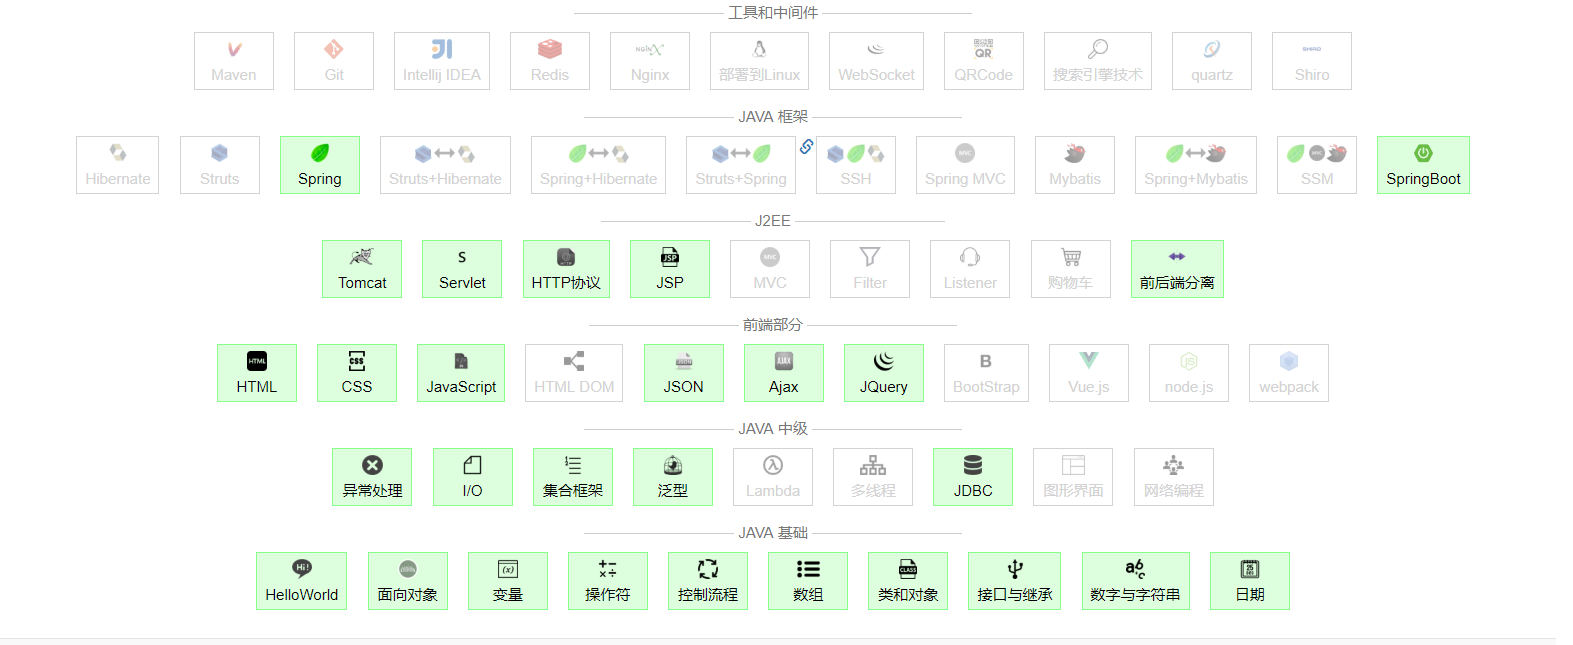 工具和中间件
Maven Git Intellij IDEA Redis Nginx 部署到Linux WebSocket QRCode 搜索引擎技术 quartz Shiro
JAVA 框架
Hibernate Struts Spring Struts+Hibernate Spring+Hibernate Struts+Spring SSH Spring MVC Mybatis Spring+Mybatis SSM SpringBoot
J2EE
Tomcat Servlet HTTP协议 JSP MVC Filter Listener 购物车 前后端分离
前端部分
HTML CSS JavaScript HTML DOM JSON Ajax JQuery BootStrap Vue.js node.js webpack
JAVA 中级
异常处理 I/O 集合框架 泛型 Lambda 多线程 JDBC 图形界面 网络编程
JAVA 基础
HelloWorld 面向对象 变量 操作符 控制流程 数组 类和对象 接口与继承 数字与字符串 日期